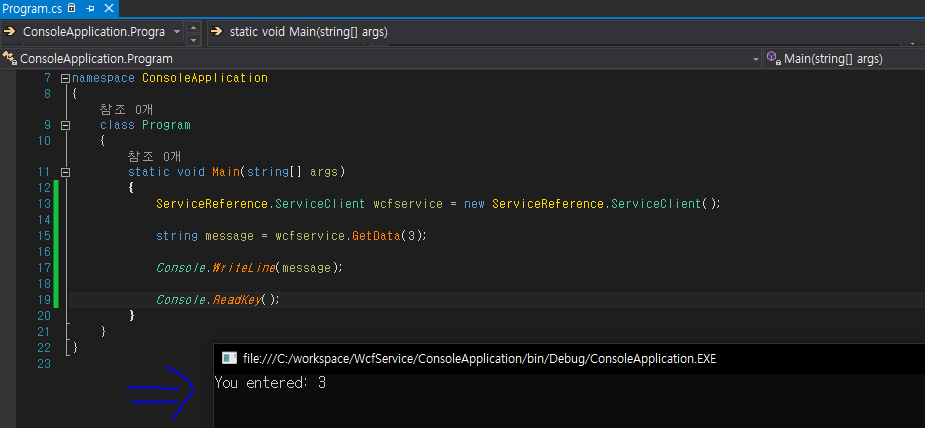 Program.cs
ConsoleApplication.Progra
static void Main(string[] args)
ConsoleApplication.Program
Main(string[] args)
7 namespace ConsoleApplication
8 {
참조 0개
9 class Program
10 {
참조 0개
11 static void Main(string[] args)
12 {
13 ServiceReference.ServiceClient wcfservice = new ServiceReference.ServiceClient();
14
15 string message = wcfservice.GetData(3);
16
17 Console.WriteLine(message);
18
19 Console.ReadKey();
20 }
21 }
22 }
23
file:///C:/workspace/WcfService/ConsoleApplication/bin/Debug/ConsoleApplication.EXE
You entered: 3